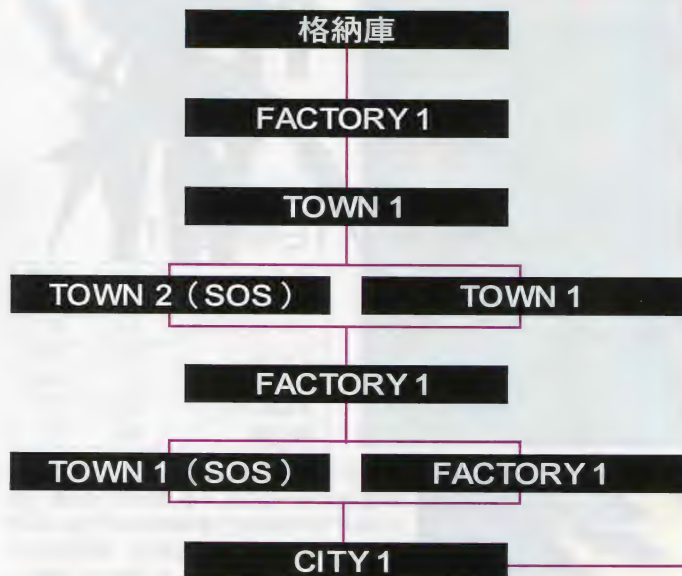 格納庫
FACTORY 1
TOWN 1
TOWN 2（SOS）
TOWN 1
FACTORY 1
TOWN 1（SOS）
FACTORY 1
CITY 1